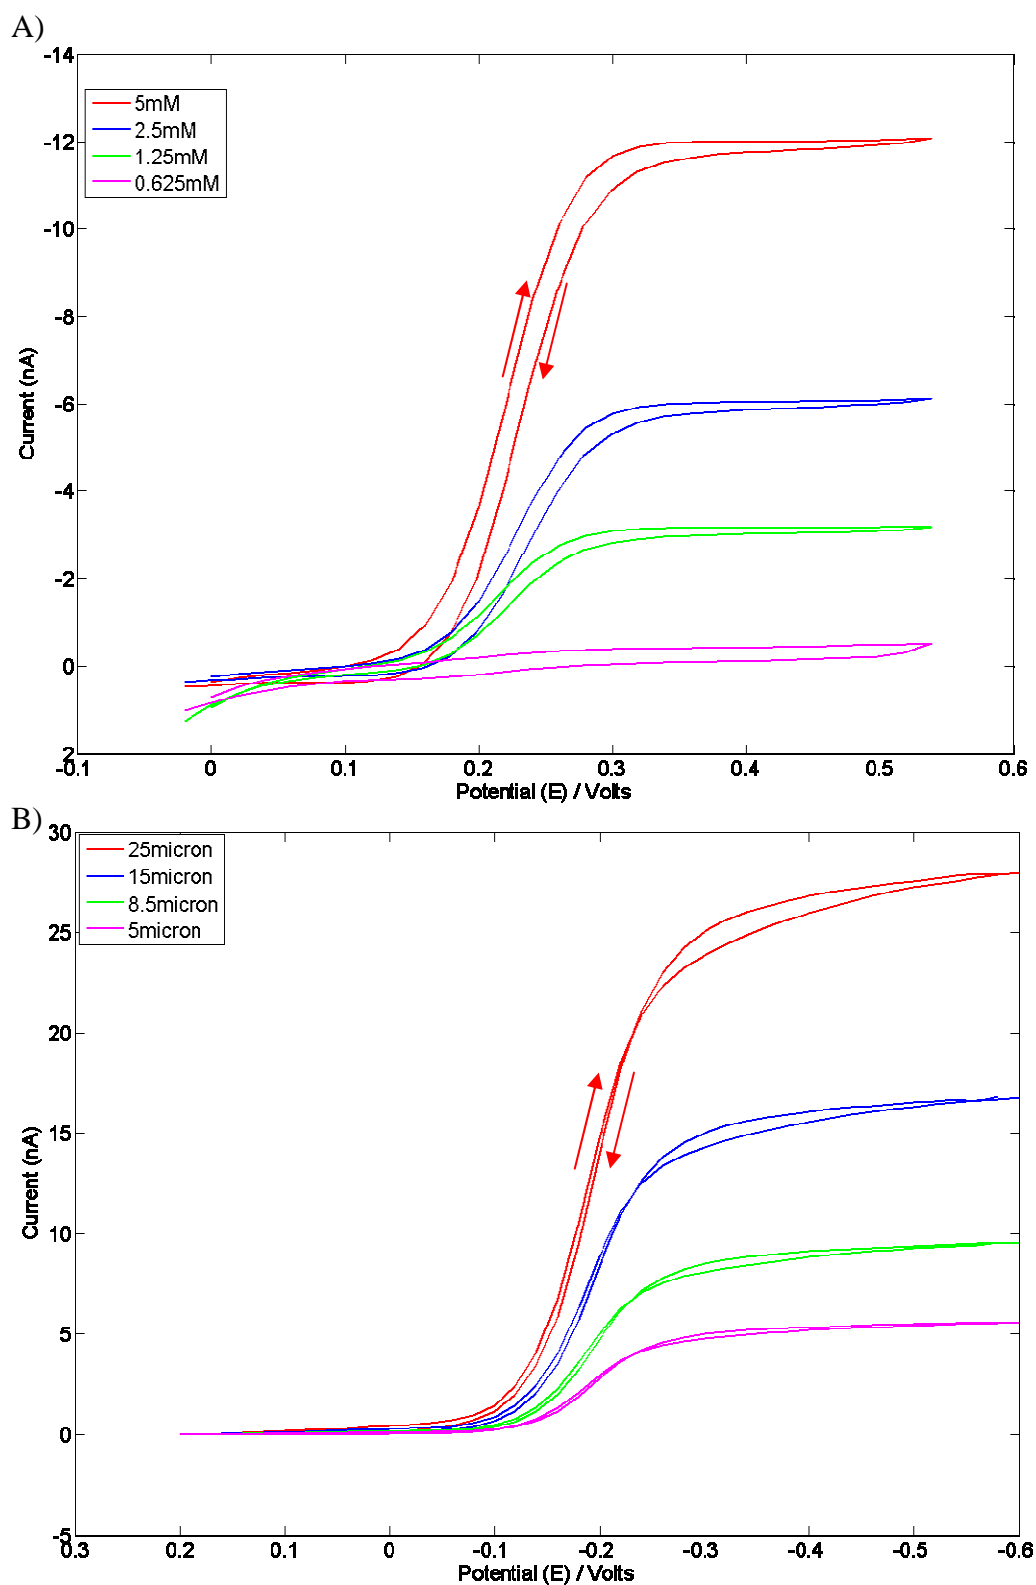 A)
-14
5mM
2.5mM
1.25mM
0.625mM
-12
-10
-8
-6
-4
-2
0
2
Current (nA)
-0.1 0 0.1 0.2 0.3 0.4 0.5 0.6
Potential (E) / Volts
B)
30
25micron
15micron
8.5micron
5micron
25
20
15
10
5
0
-5
Current (nA)
0.3 0.2 0.1 0 -0.1 -0.2 -0.3 -0.4 -0.5 -0.6
Potential (E) / Volts